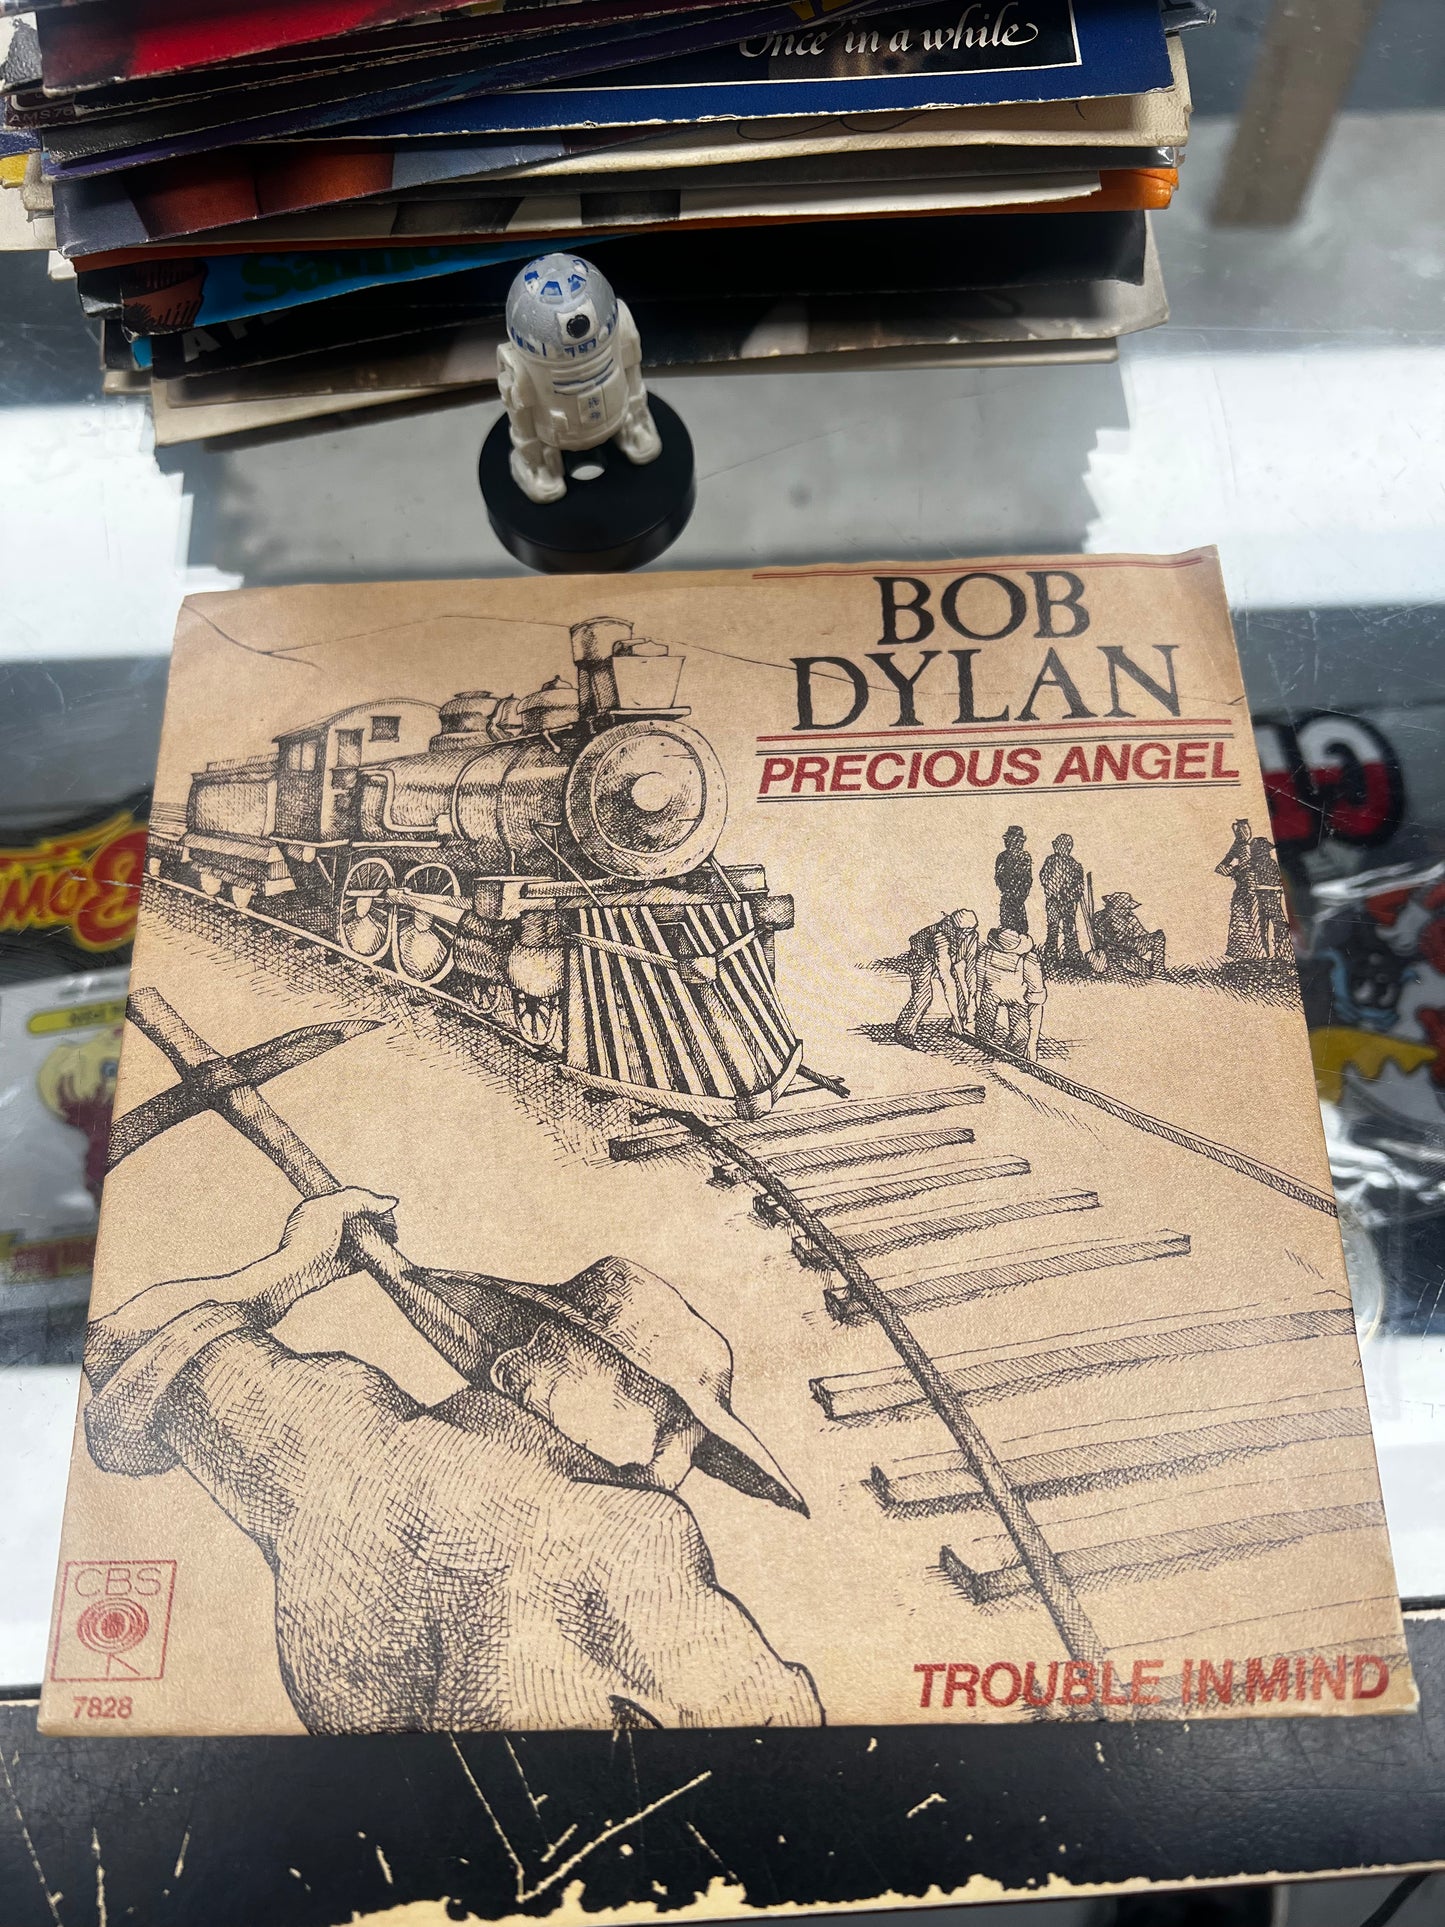 Once in a while
BOB
DYLAN
PRECIOUS ANGEL
CBS
7828
TROUBLE IN MIND